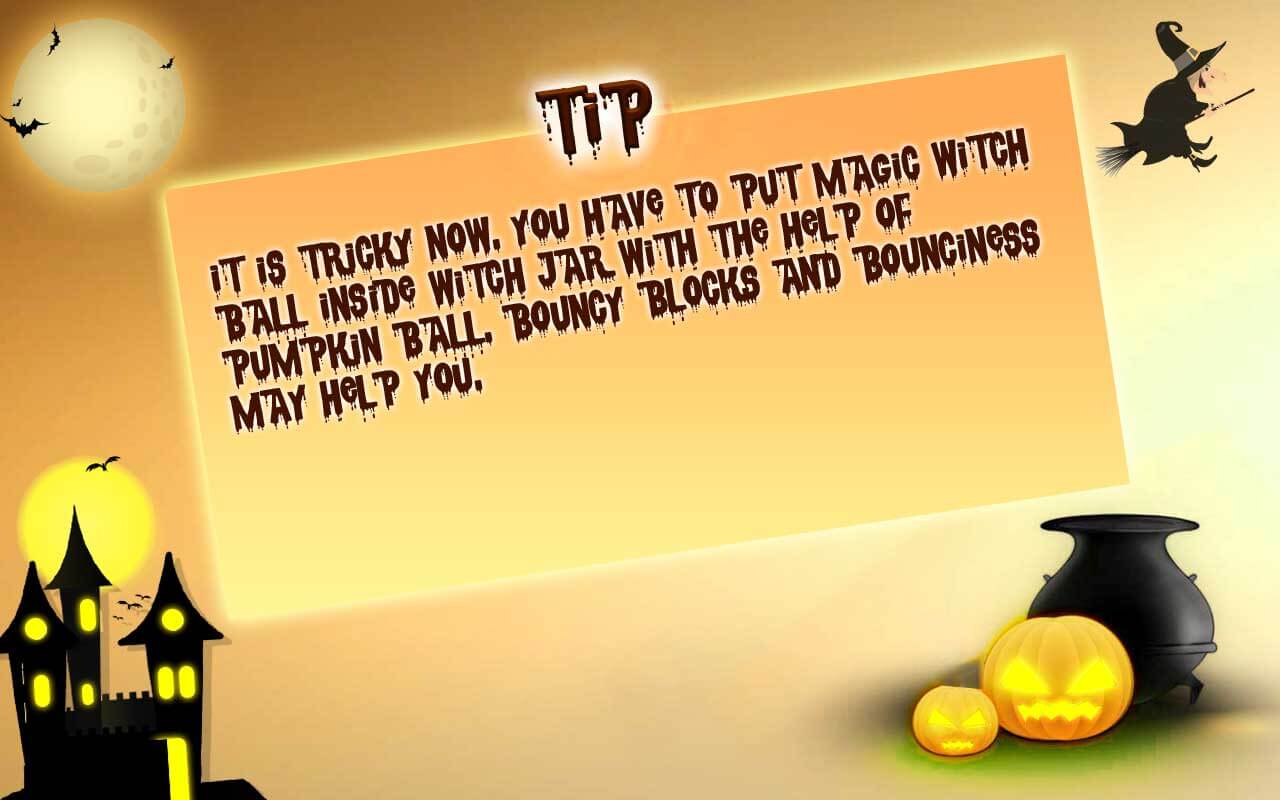 TiP
iT iS TRiCKY NOW. YOU HAVe TO PUT MAGiC WiTCH
BALL iNSiDe WiTCH JAR WiTH THe HeLP OF
PUMPKiN BALL. BOUNCY BLOCKS AND BOUNCiNeSS
MAY HeLP YOU.